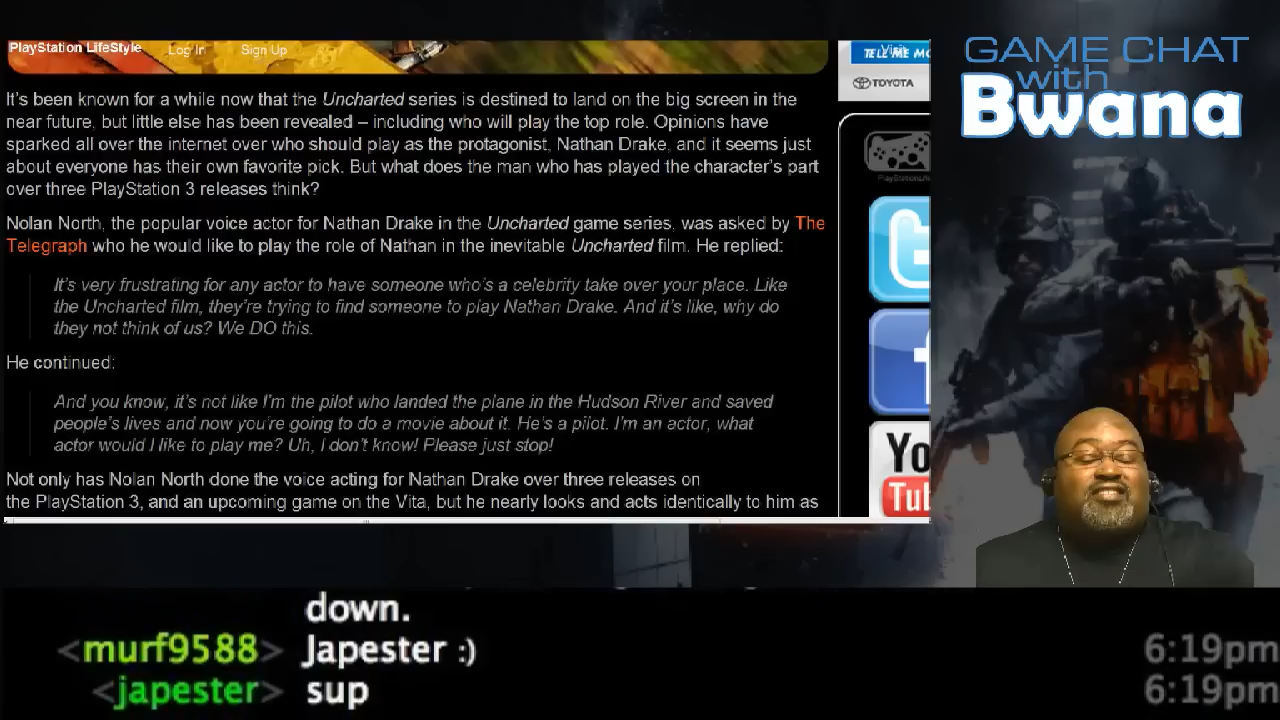 PlayStation LifeStyle Log In Sign Up
It's been known for a while now that the Uncharted series is destined to land on the big screen in the
near future, but little else has been revealed – including who will play the top role. Opinions have
sparked all over the internet over who should play as the protagonist, Nathan Drake, and it seems just
about everyone has their own favorite pick. But what does the man who has played the character's part
over three PlayStation 3 releases think?
Nolan North, the popular voice actor for Nathan Drake in the Uncharted game series, was asked by The
Telegraph who he would like to play the role of Nathan in the inevitable Uncharted film. He replied:
It's very frustrating for any actor to have someone who's a celebrity take over your place. Like
the Uncharted film, they're trying to find someone to play Nathan Drake. And it's like, why do
they not think of us? We DO this.
He continued:
And you know, it's not like I'm the pilot who landed the plane in the Hudson River and saved
people's lives and now you're going to do a movie about it. He's a pilot. I'm an actor, what
actor would I like to play me? Uh, I don't know! Please just stop!
Not only has Nolan North done the voice acting for Nathan Drake over three releases on
the PlayStation 3, and an upcoming game on the Vita, but he nearly looks and acts identically to him as
TELL ME MO
Visit
TOYOTA
You
Tub
GAME CHAT
with
Bwana
down.
<murf9588> Japester :) 6:19pm
<japester> sup 6:19pm